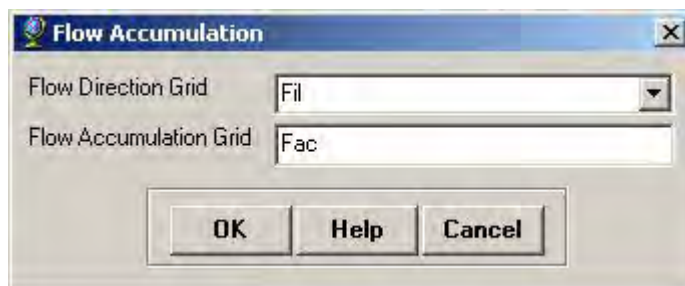 Flow Accumulation
Flow Direction Grid
Fil
Flow Accumulation Grid
Fac
OK Help Cancel